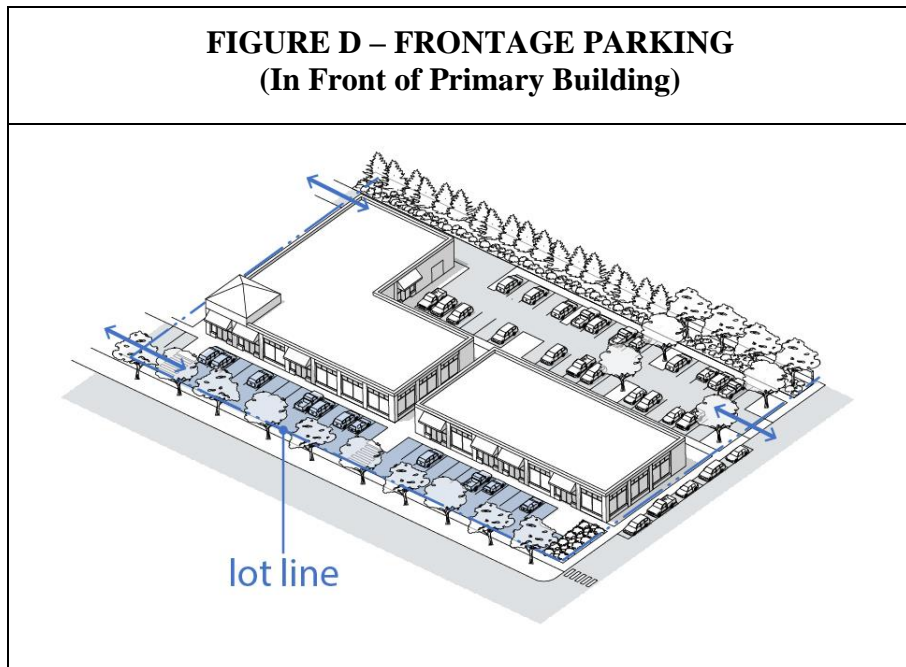 FIGURE D – FRONTAGE PARKING
(In Front of Primary Building)
lot line